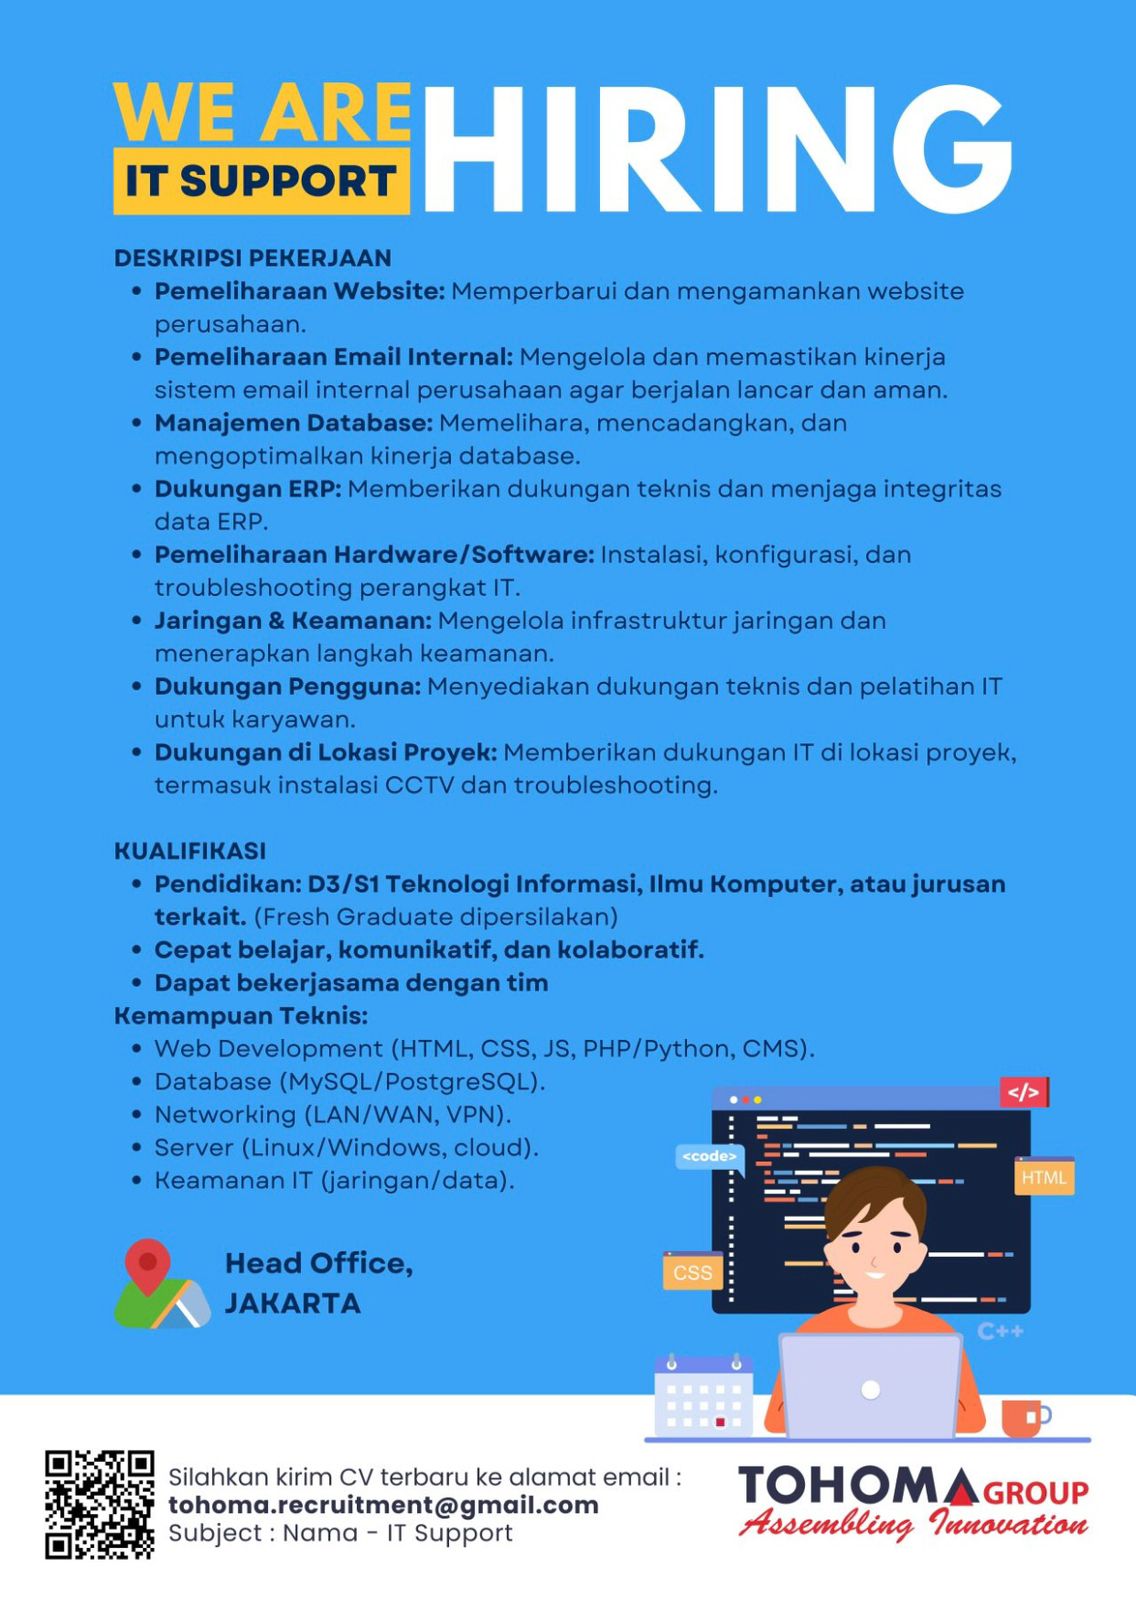 WE ARE
IT SUPPORT
HIRING
DESKRIPSI PEKERJAAN
• Pemeliharaan Website: Memperbarui dan mengamankan website
perusahaan.
• Pemeliharaan Email Internal: Mengelola dan memastikan kinerja
sistem email internal perusahaan agar berjalan lancar dan aman.
• Manajemen Database: Memelihara, mencadangkan, dan
mengoptimalkan kinerja database.
• Dukungan ERP: Memberikan dukungan teknis dan menjaga integritas
data ERP.
• Pemeliharaan Hardware/Software: Instalasi, konfigurasi, dan
troubleshooting perangkat IT.
• Jaringan & Keamanan: Mengelola infrastruktur jaringan dan
menerapkan langkah keamanan.
• Dukungan Pengguna: Menyediakan dukungan teknis dan pelatihan IT
untuk karyawan.
• Dukungan di Lokasi Proyek: Memberikan dukungan IT di lokasi proyek,
termasuk instalasi CCTV dan troubleshooting.
KUALIFIKASI
• Pendidikan: D3/S1 Teknologi Informasi, Ilmu Komputer, atau jurusan
terkait. (Fresh Graduate dipersilakan)
• Cepat belajar, komunikatif, dan kolaboratif.
• Dapat bekerjasama dengan tim
Kemampuan Teknis:
• Web Development (HTML, CSS, JS, PHP/Python, CMS).
• Database (MySQL/PostgreSQL).
• Networking (LAN/WAN, VPN).
• Server (Linux/Windows, cloud).
• Keamanan IT (jaringan/data).
</>
<code>
HTML
CSS
C++
Head Office,
JAKARTA
Silahkan kirim CV terbaru ke alamat email :
tohoma.recruitment@gmail.com
Subject : Nama - IT Support
TOHOMA GROUP
Assembling Innovation